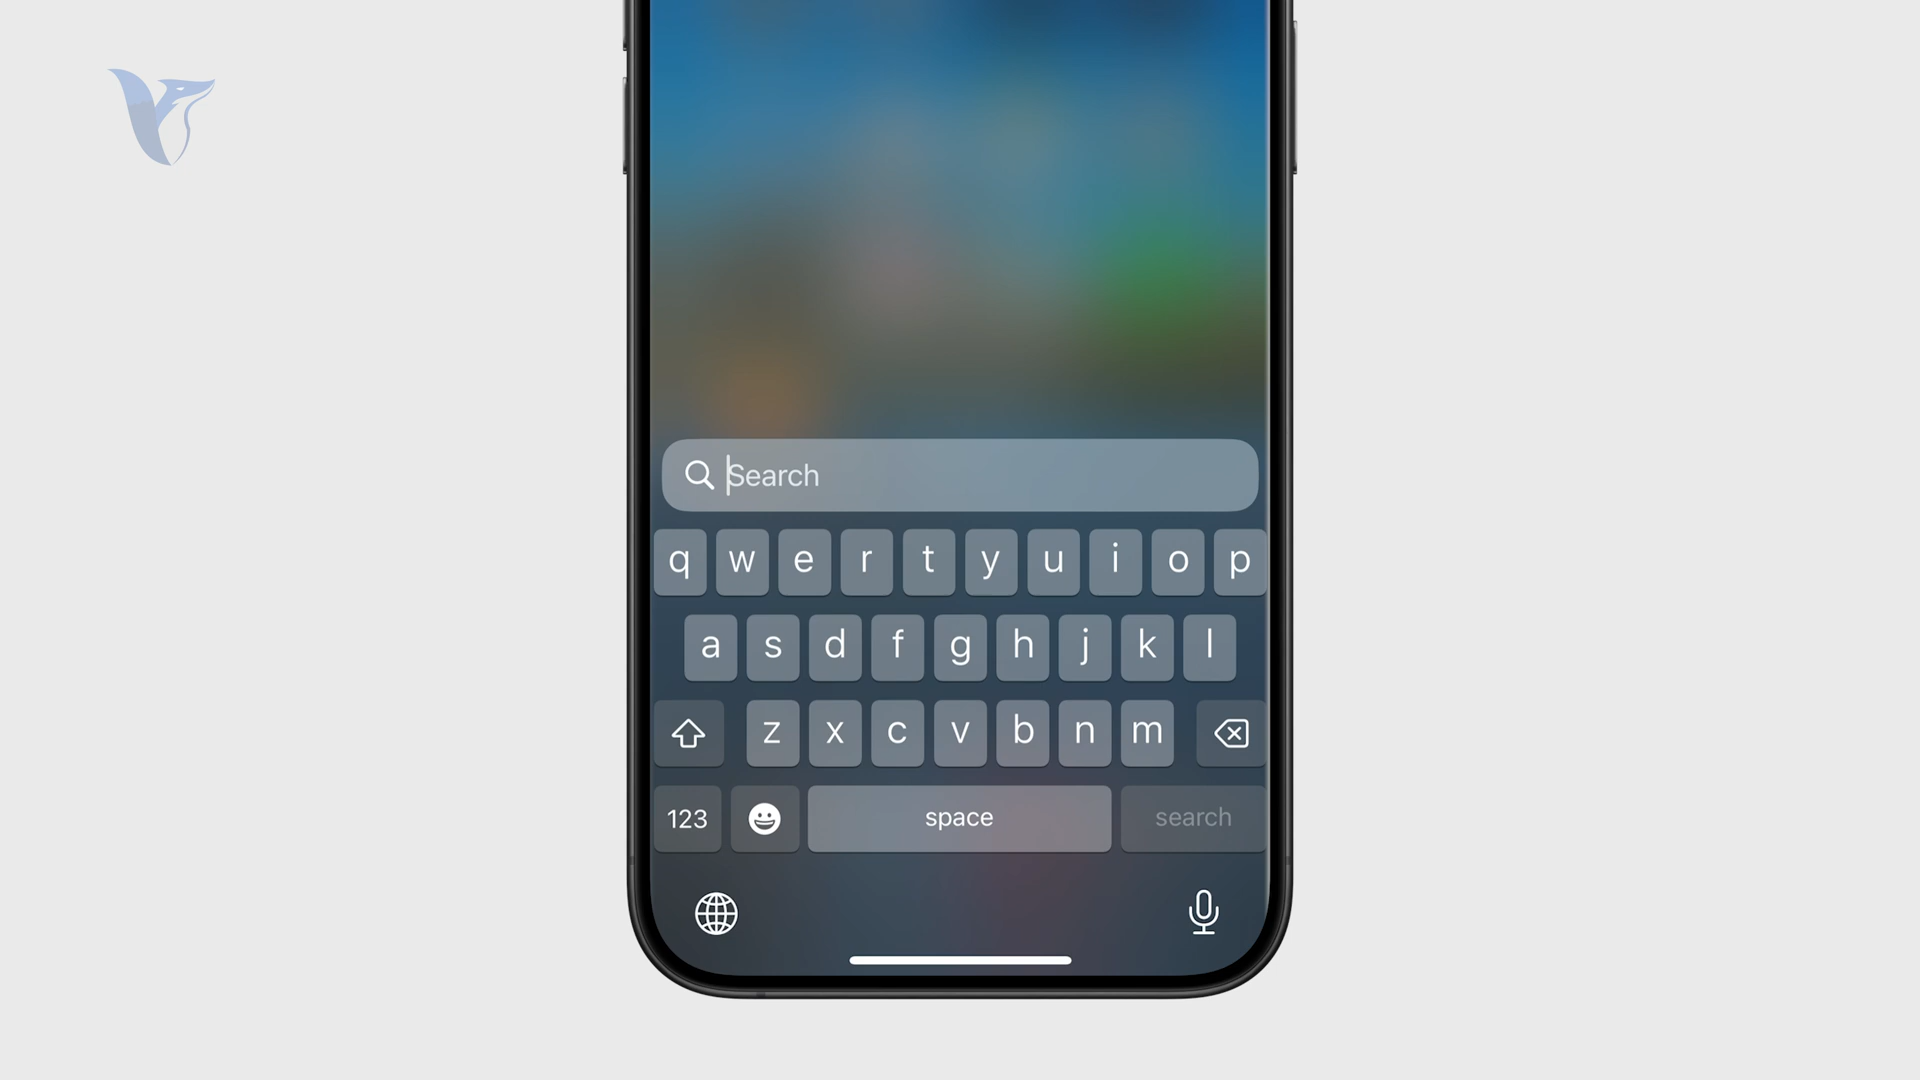 Search
q w e r t y u i o p
a s d f g h j k l
z x c v b n m
123 space search